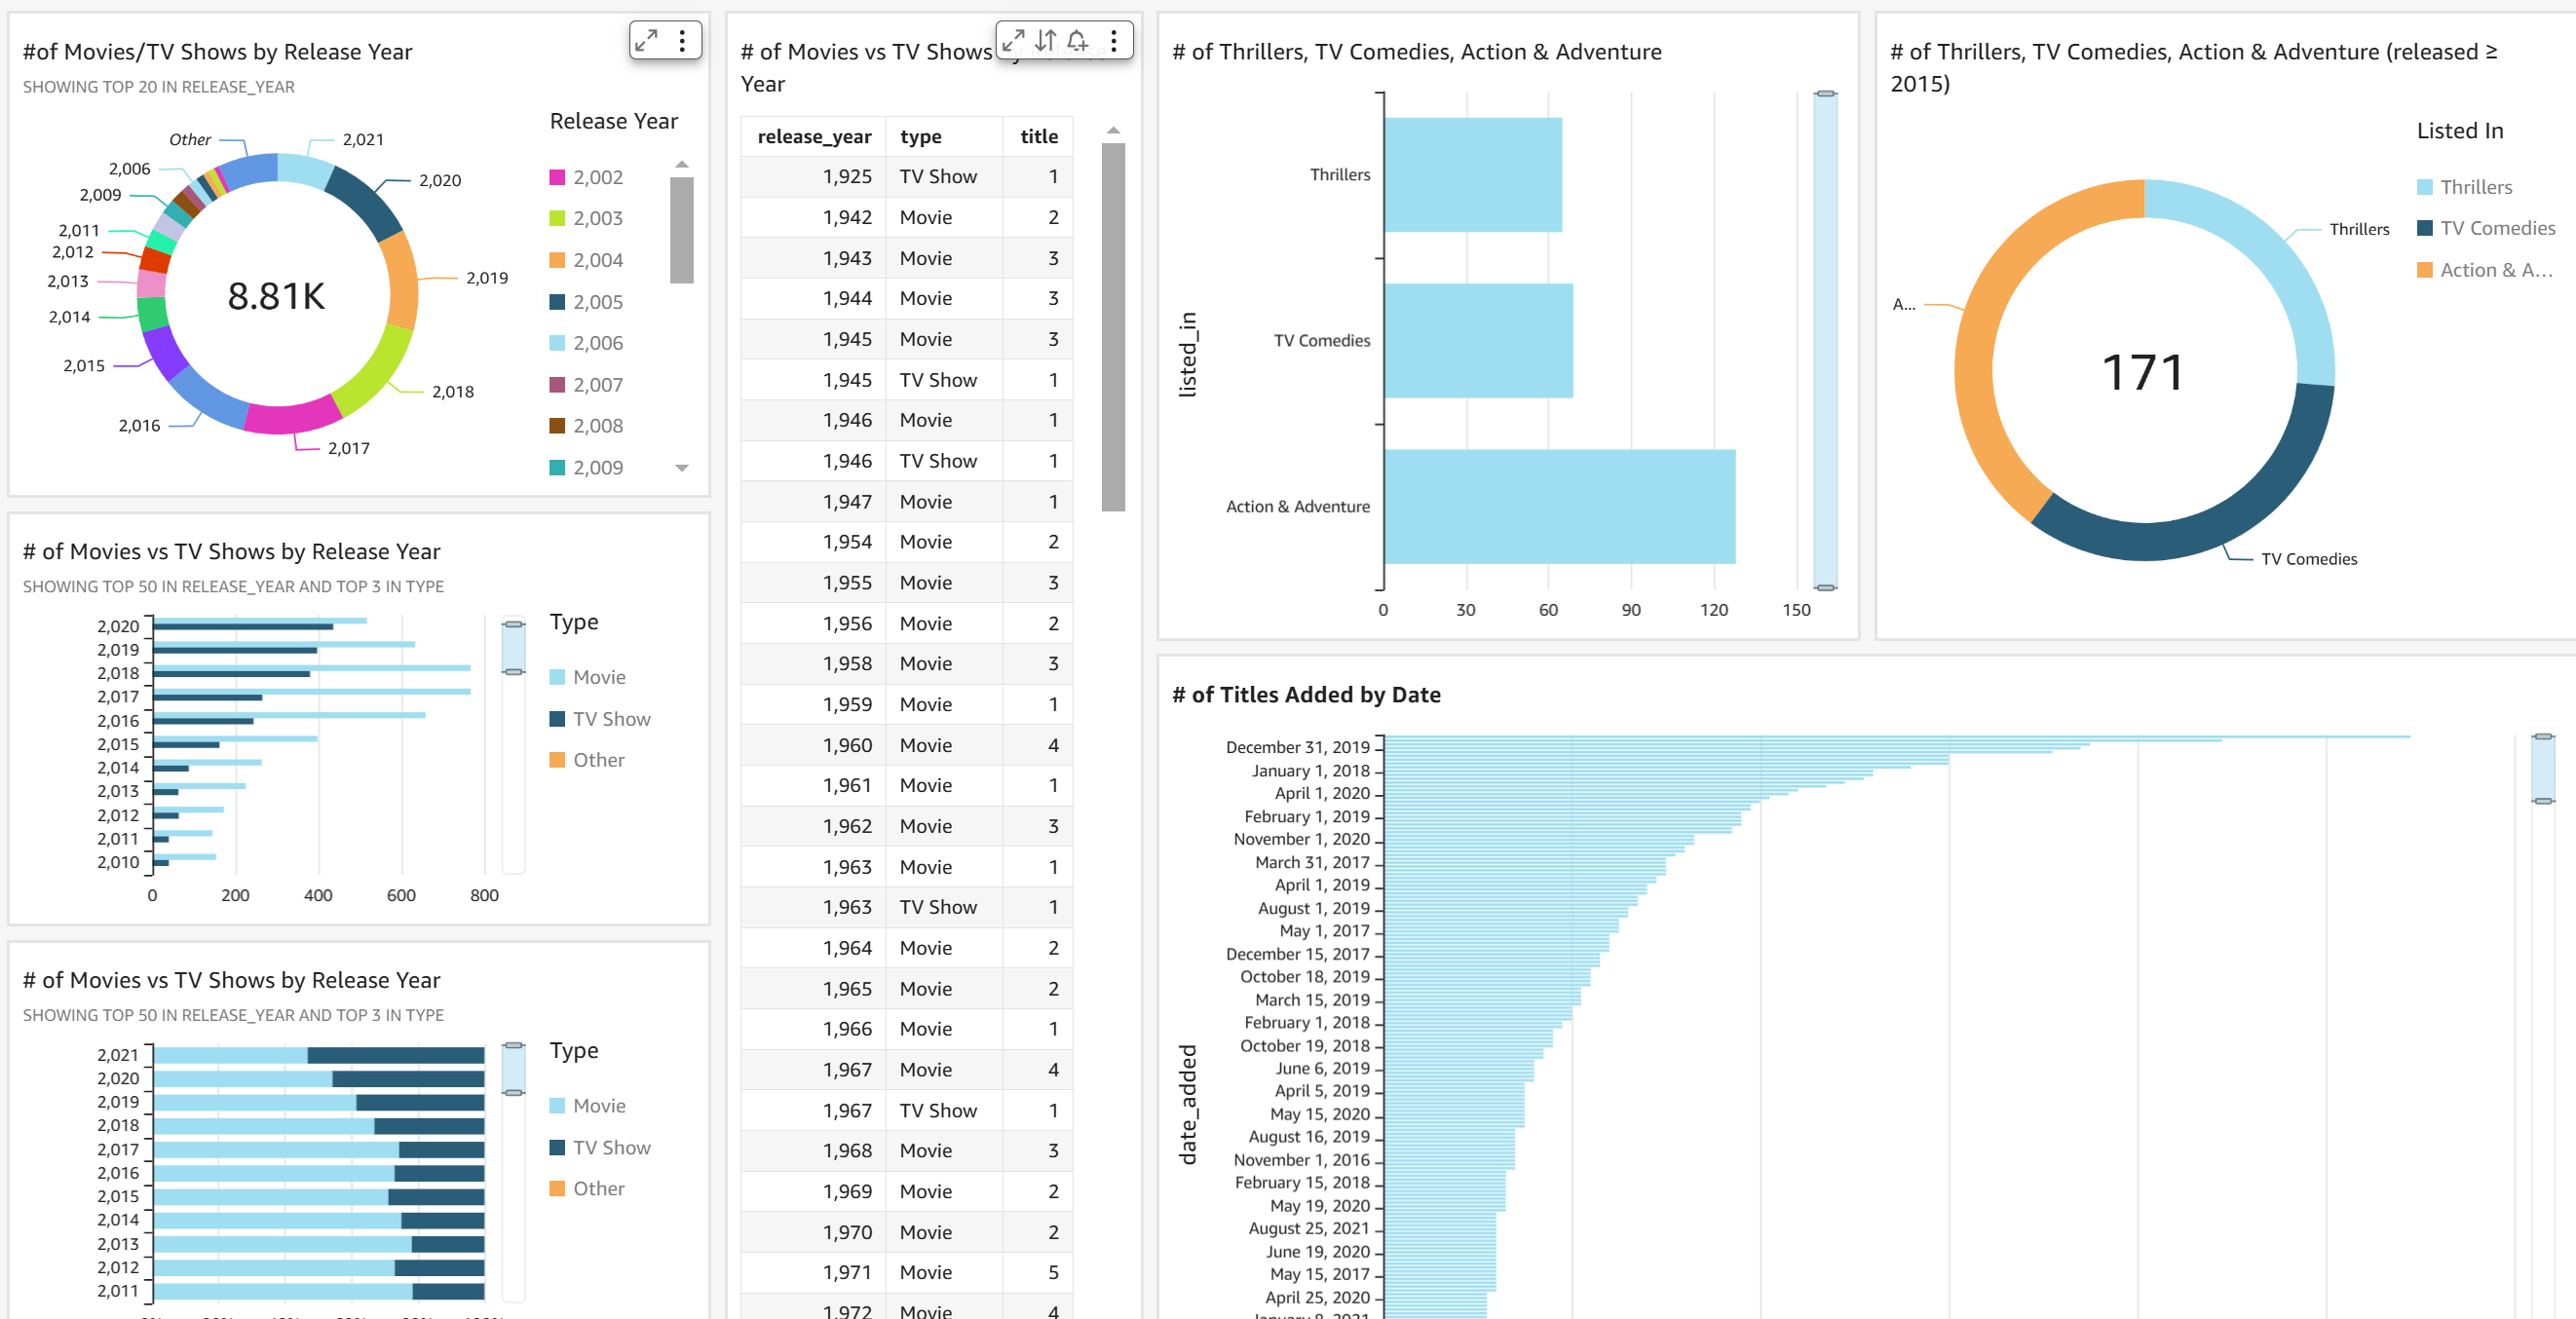 #of Movies/TV Shows by Release Year
SHOWING TOP 20 IN RELEASE_YEAR
Other
2,021
2,006
2,020
2,009
2,011
2,012
2,019
2,013
2,014
2,015
2,018
2,016
2,017
8.81K
Release Year
2,002
2,003
2,004
2,005
2,006
2,007
2,008
2,009
# of Movies vs TV Shows by Release Year
SHOWING TOP 50 IN RELEASE_YEAR AND TOP 3 IN TYPE
2,020
2,019
2,018
2,017
2,016
2,015
2,014
2,013
2,012
2,011
2,010
0 200 400 600 800
Type
Movie
TV Show
Other
# of Movies vs TV Shows by Release Year
SHOWING TOP 50 IN RELEASE_YEAR AND TOP 3 IN TYPE
2,021
2,020
2,019
2,018
2,017
2,016
2,015
2,014
2,013
2,012
2,011
Type
Movie
TV Show
Other
# of Movies vs TV Shows by Release
Year
release_year type title
1,925 TV Show 1
1,942 Movie 2
1,943 Movie 3
1,944 Movie 3
1,945 Movie 3
1,945 TV Show 1
1,946 Movie 1
1,946 TV Show 1
1,947 Movie 1
1,954 Movie 2
1,955 Movie 3
1,956 Movie 2
1,958 Movie 3
1,959 Movie 1
1,960 Movie 4
1,961 Movie 1
1,962 Movie 3
1,963 Movie 1
1,963 TV Show 1
1,964 Movie 2
1,965 Movie 2
1,966 Movie 1
1,967 Movie 4
1,967 TV Show 1
1,968 Movie 3
1,969 Movie 2
1,970 Movie 2
1,971 Movie 5
1,972 Movie 4
# of Thrillers, TV Comedies, Action & Adventure
listed_in
Thrillers
TV Comedies
Action & Adventure
0 30 60 90 120 150
# of Thrillers, TV Comedies, Action & Adventure (released ≥
2015)
Listed In
Thrillers
TV Comedies
Action & A...
Thrillers
A...
171
TV Comedies
# of Titles Added by Date
date_added
December 31, 2019
January 1, 2018
April 1, 2020
February 1, 2019
November 1, 2020
March 31, 2017
April 1, 2019
August 1, 2019
May 1, 2017
December 15, 2017
October 18, 2019
March 15, 2019
February 1, 2018
October 19, 2018
June 6, 2019
April 5, 2019
May 15, 2020
August 16, 2019
November 1, 2016
February 15, 2018
May 19, 2020
August 25, 2021
June 19, 2020
May 15, 2017
April 25, 2020